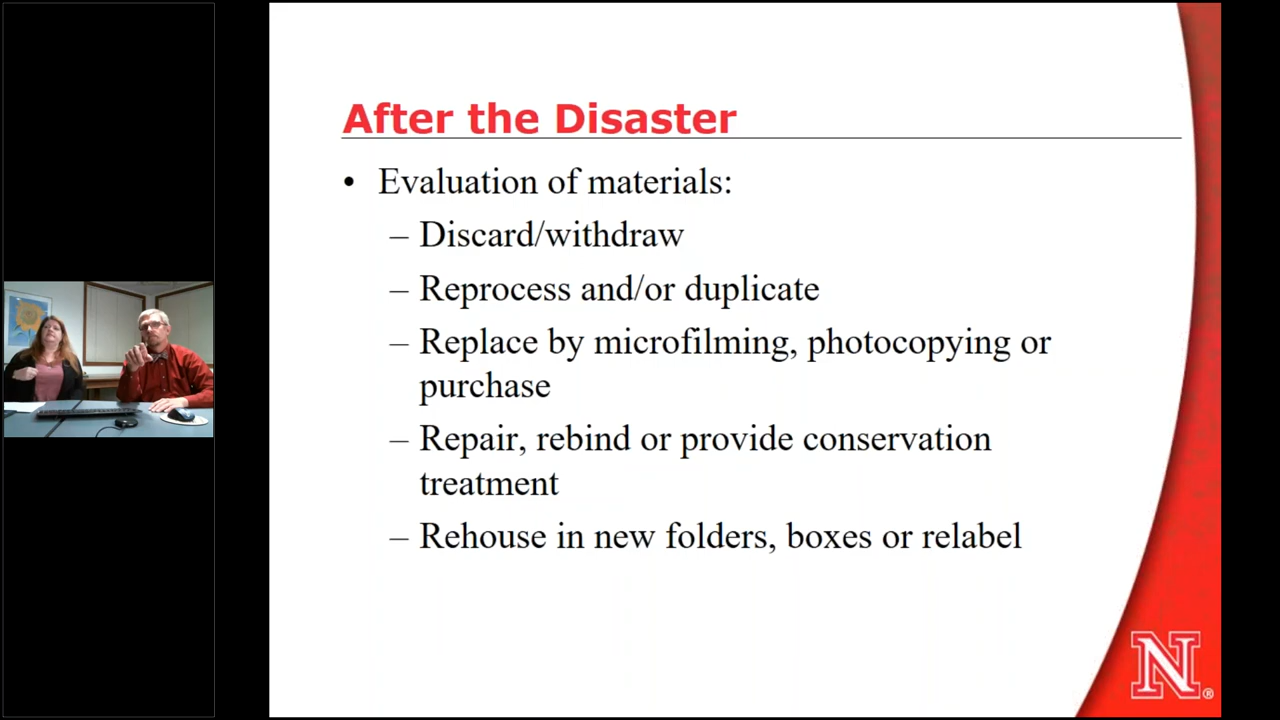 After the Disaster
• Evaluation of materials:
– Discard/withdraw
– Reprocess and/or duplicate
– Replace by microfilming, photocopying or
purchase
– Repair, rebind or provide conservation
treatment
– Rehouse in new folders, boxes or relabel
N®